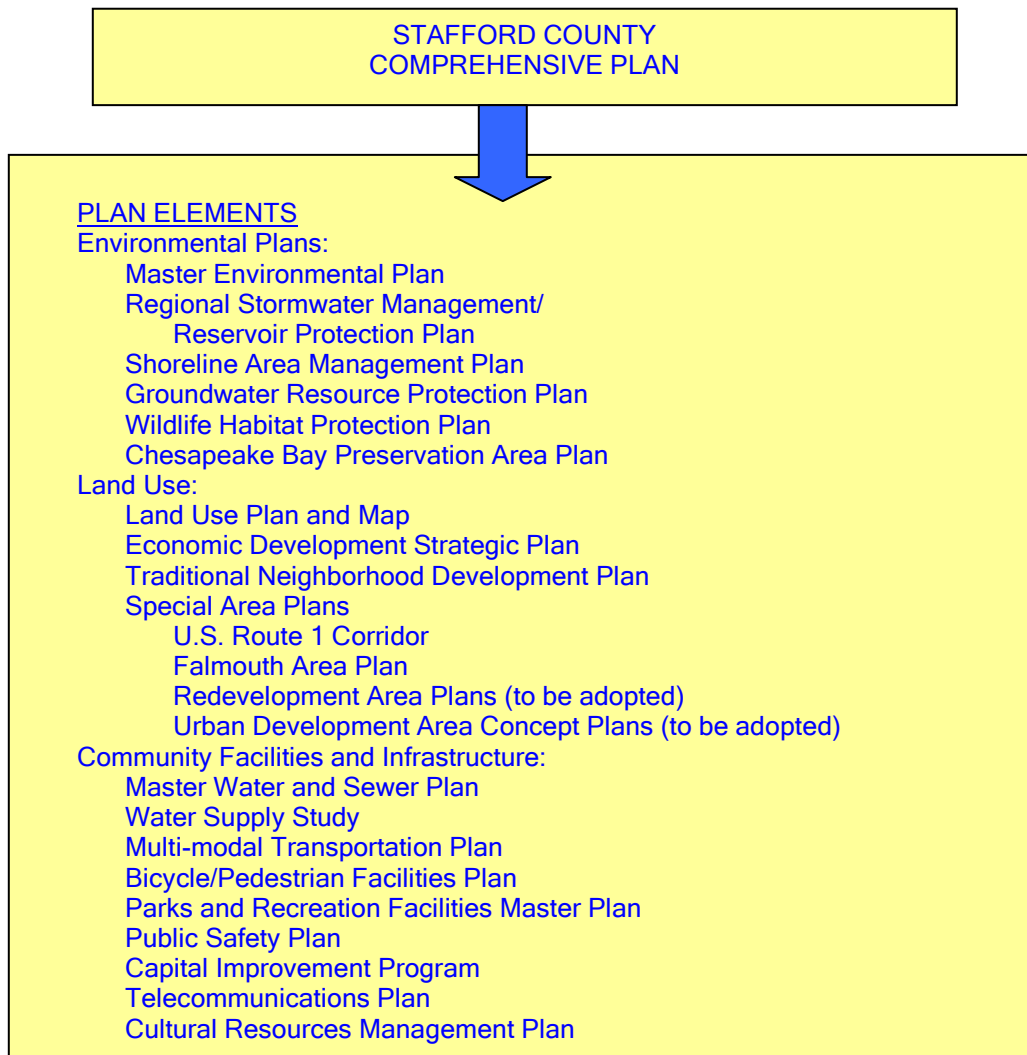 STAFFORD COUNTY
COMPREHENSIVE PLAN
PLAN ELEMENTS
Environmental Plans:
Master Environmental Plan
Regional Stormwater Management/
Reservoir Protection Plan
Shoreline Area Management Plan
Groundwater Resource Protection Plan
Wildlife Habitat Protection Plan
Chesapeake Bay Preservation Area Plan
Land Use:
Land Use Plan and Map
Economic Development Strategic Plan
Traditional Neighborhood Development Plan
Special Area Plans
U.S. Route 1 Corridor
Falmouth Area Plan
Redevelopment Area Plans (to be adopted)
Urban Development Area Concept Plans (to be adopted)
Community Facilities and Infrastructure:
Master Water and Sewer Plan
Water Supply Study
Multi-modal Transportation Plan
Bicycle/Pedestrian Facilities Plan
Parks and Recreation Facilities Master Plan
Public Safety Plan
Capital Improvement Program
Telecommunications Plan
Cultural Resources Management Plan